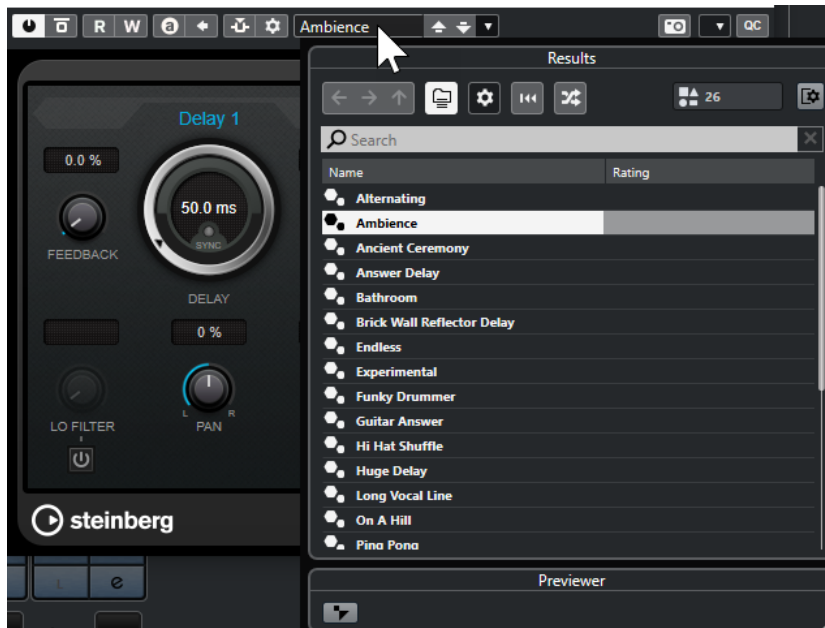 R W a Ambience QC
Results
26
Search
Name Rating
Alternating
Ambience
Ancient Ceremony
Answer Delay
Bathroom
Brick Wall Reflector Delay
Endless
Experimental
Funky Drummer
Guitar Answer
Hi Hat Shuffle
Huge Delay
Long Vocal Line
On A Hill
Ping Pong
Previewer
Delay 1
0.0 %
50.0 ms
SYNC
FEEDBACK
DELAY
0 %
L R
LO FILTER
PAN
steinberg
L e